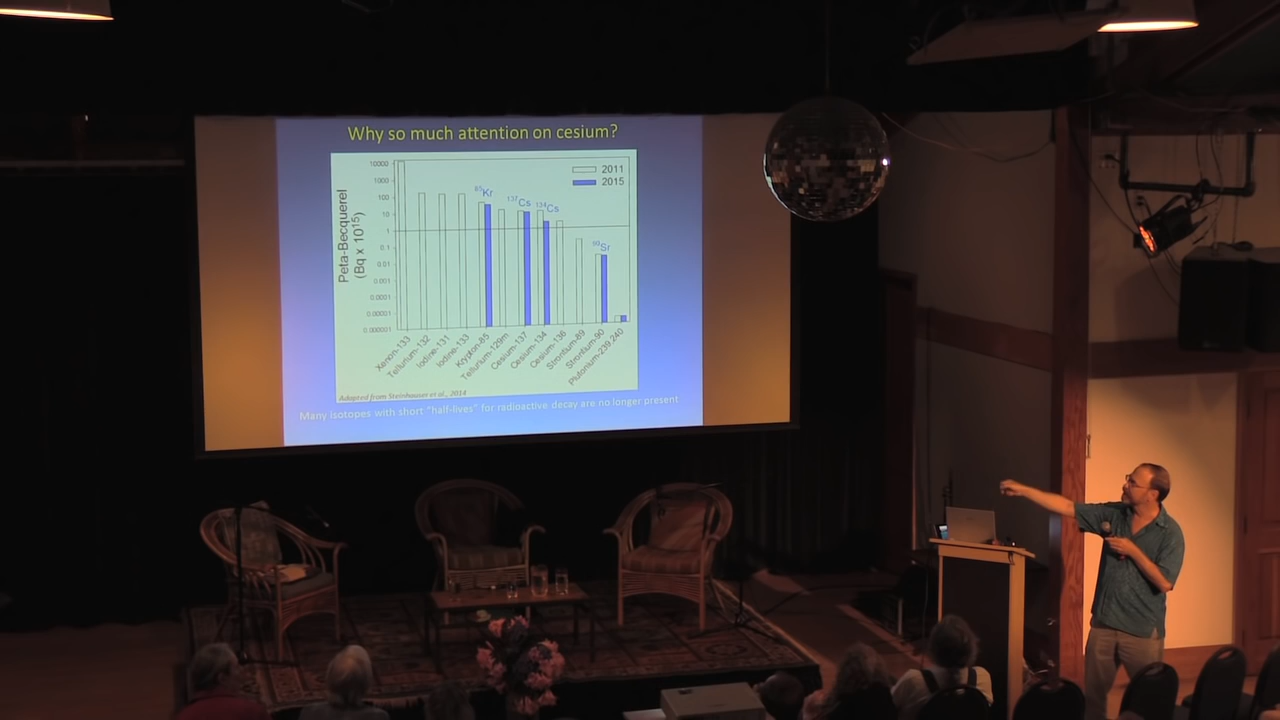 Why so much attention on cesium?
2011
2015
10000
1000
100
10
1
0.1
0.01
0.001
0.0001
0.00001
0.000001
Peta-Becquerel
(Bq x 10¹⁵)
⁸⁵Kr
¹³⁷Cs
¹³⁴Cs
⁹⁰Sr
Xenon-133
Tellurium-132
Iodine-131
Iodine-133
Krypton-85
Tellurium-129m
Cesium-137
Cesium-134
Cesium-136
Strontium-89
Strontium-90
Plutonium-239,240
Adapted from Steinhauser et al., 2014
Many isotopes with short "half-lives" for radioactive decay are no longer present